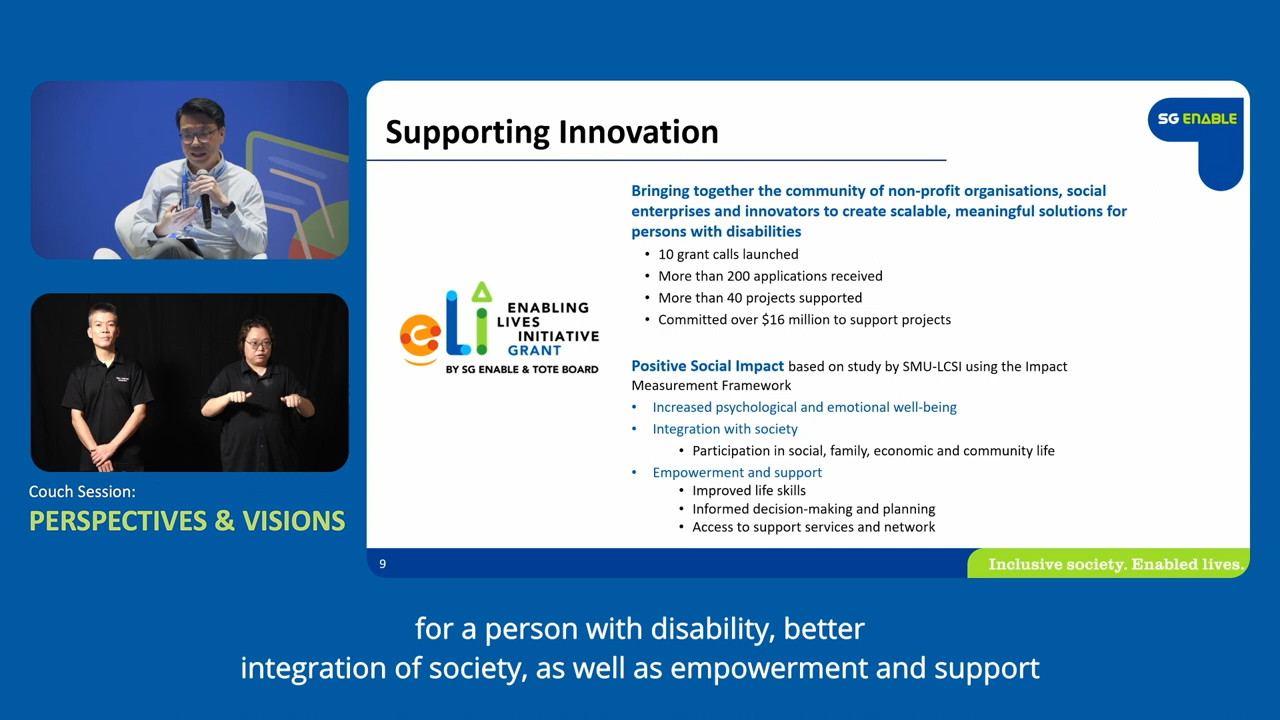 Supporting Innovation
SG ENABLE
Bringing together the community of non-profit organisations, social
enterprises and innovators to create scalable, meaningful solutions for
persons with disabilities
• 10 grant calls launched
• More than 200 applications received
• More than 40 projects supported
• Committed over $16 million to support projects
eLi
ENABLING
LIVES
INITIATIVE
GRANT
BY SG ENABLE & TOTE BOARD
Positive Social Impact based on study by SMU-LCSI using the Impact
Measurement Framework
• Increased psychological and emotional well-being
• Integration with society
• Participation in social, family, economic and community life
• Empowerment and support
• Improved life skills
• Informed decision-making and planning
• Access to support services and network
9
Inclusive society. Enabled lives.
Couch Session:
PERSPECTIVES & VISIONS
for a person with disability, better
integration of society, as well as empowerment and support